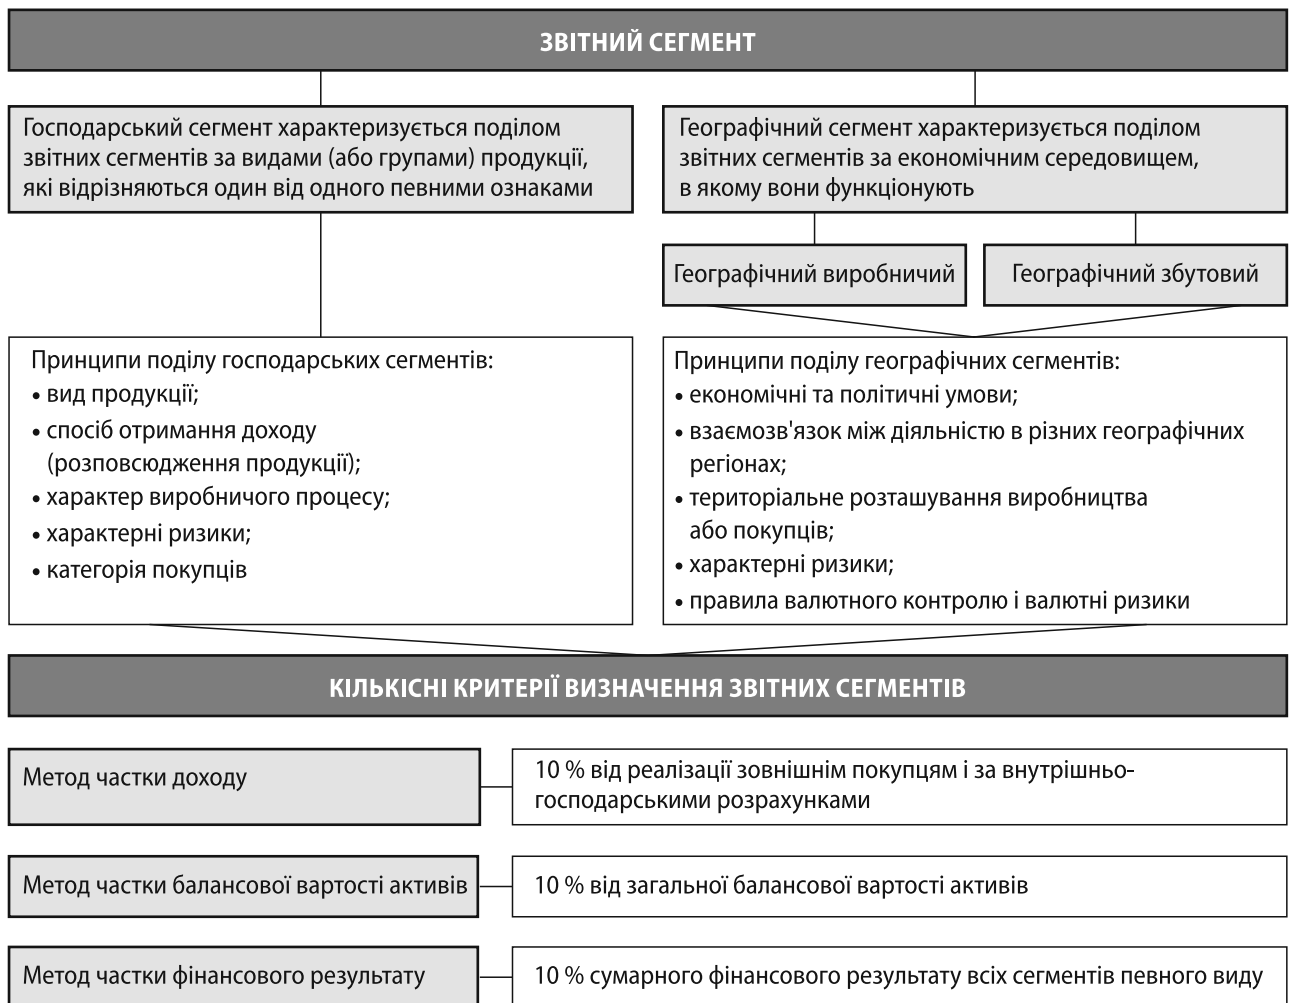 ЗВІТНИЙ СЕГМЕНТ
Господарський сегмент характеризується поділом
звітних сегментів за видами (або групами) продукції,
які відрізняються один від одного певними ознаками
Географічний сегмент характеризується поділом
звітних сегментів за економічним середовищем,
в якому вони функціонують
Географічний виробничий
Географічний збутовий
Принципи поділу господарських сегментів:
• вид продукції;
• спосіб отримання доходу
(розповсюдження продукції);
• характер виробничого процесу;
• характерні ризики;
• категорія покупців
Принципи поділу географічних сегментів:
• економічні та політичні умови;
• взаємозв'язок між діяльністю в різних географічних
регіонах;
• територіальне розташування виробництва
або покупців;
• характерні ризики;
• правила валютного контролю і валютні ризики
КІЛЬКІСНІ КРИТЕРІЇ ВИЗНАЧЕННЯ ЗВІТНИХ СЕГМЕНТІВ
Метод частки доходу
10 % від реалізації зовнішнім покупцям і за внутрішньо-
господарськими розрахунками
Метод частки балансової вартості активів
10 % від загальної балансової вартості активів
Метод частки фінансового результату
10 % сумарного фінансового результату всіх сегментів певного виду